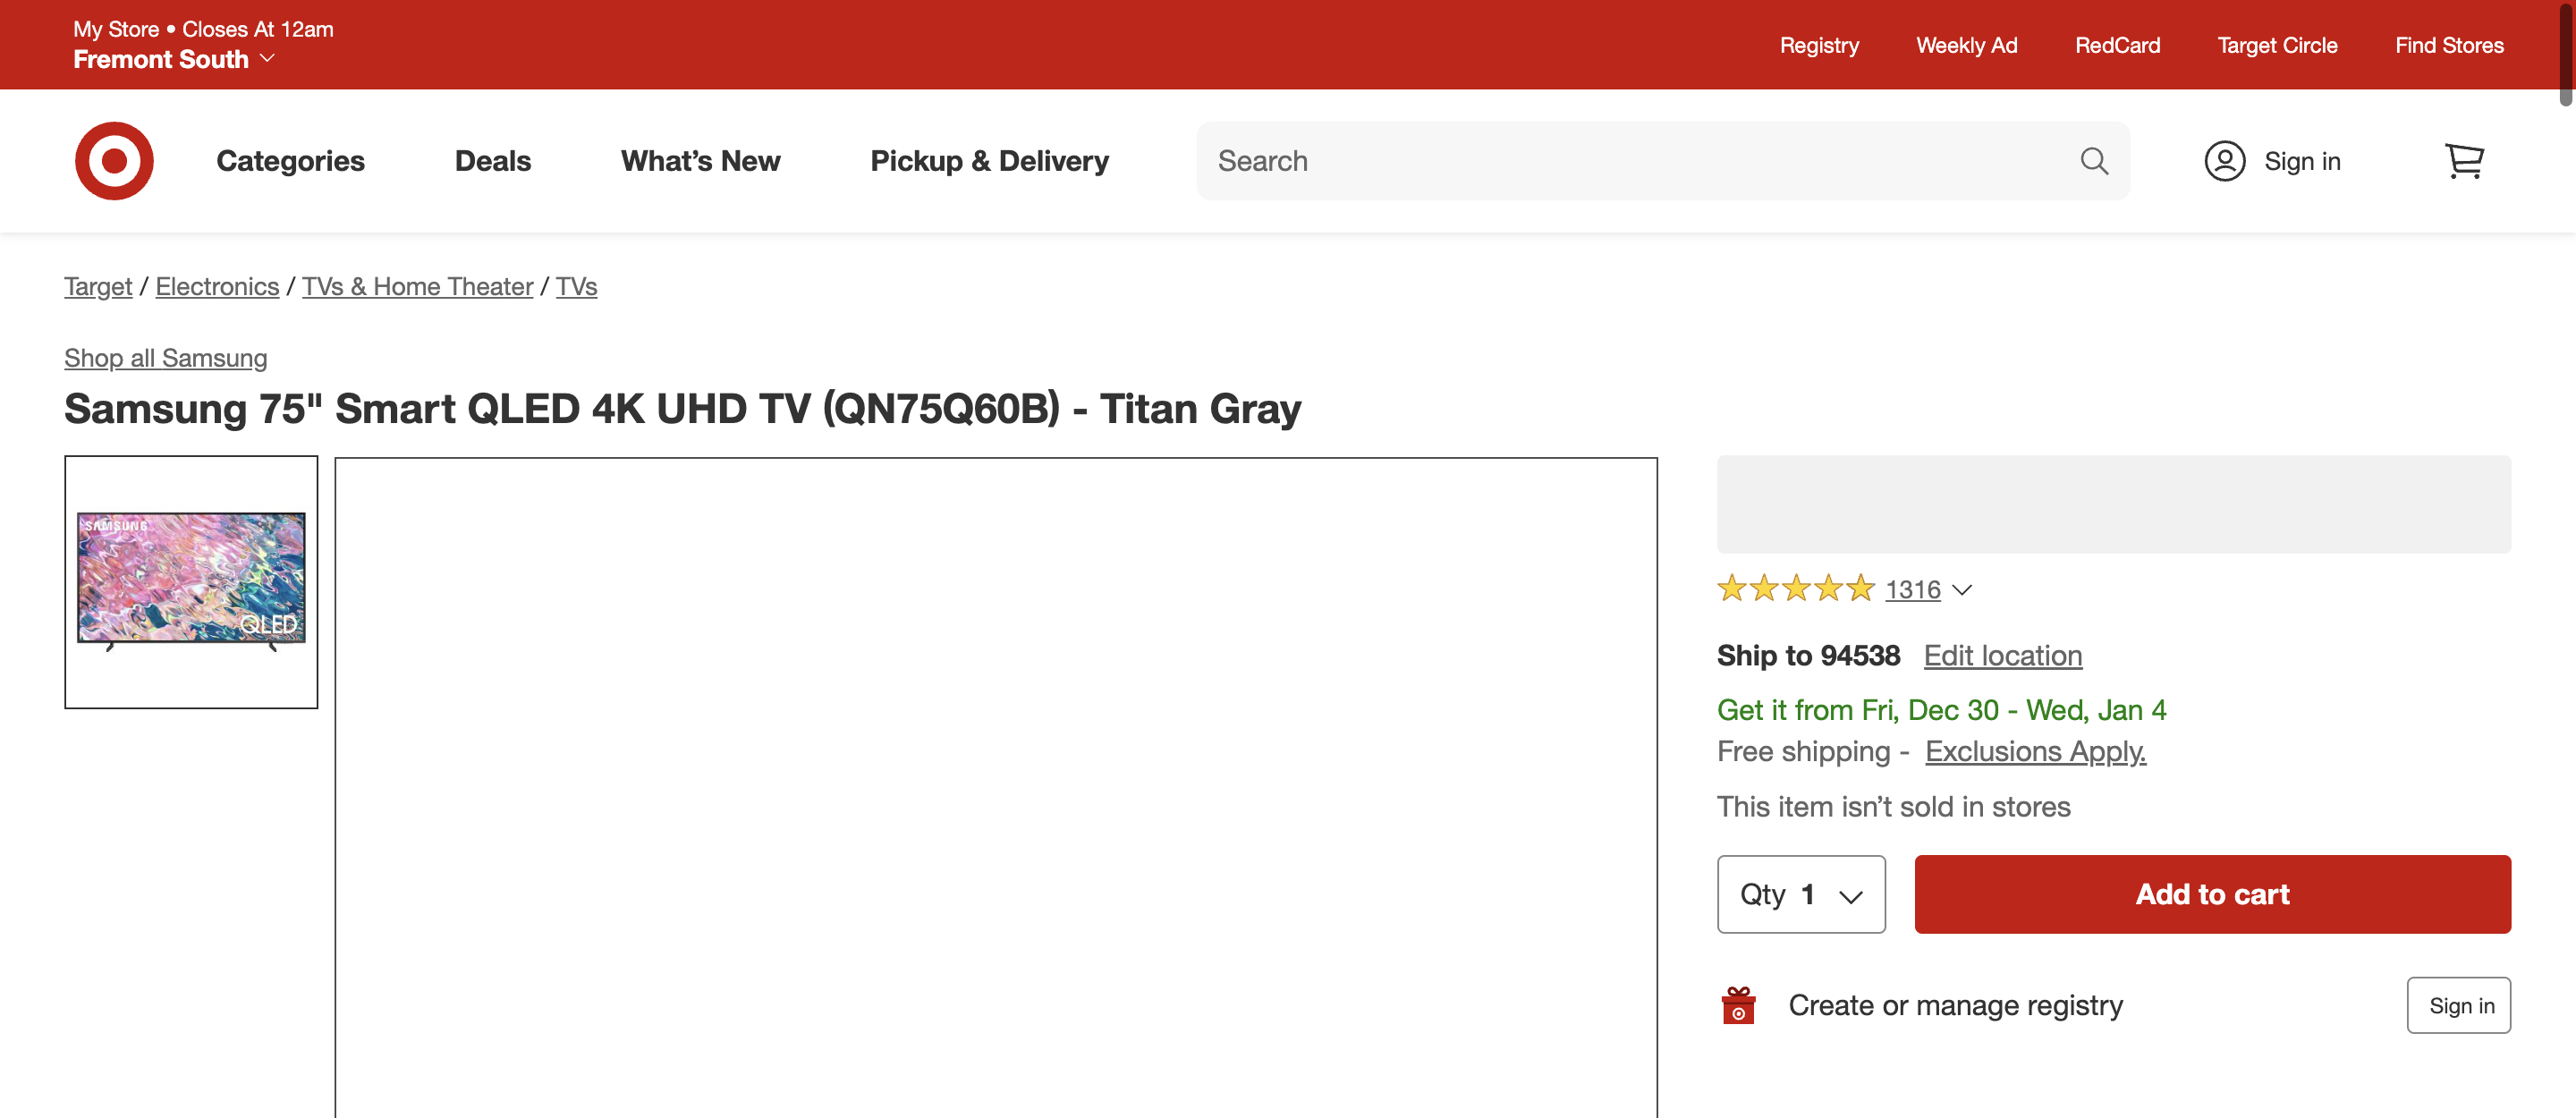 My Store • Closes At 12am
Fremont South
Registry
Weekly Ad
RedCard
Target Circle
Find Stores
Categories
Deals
What’s New
Pickup & Delivery
Search
Sign in
Target / Electronics / TVs & Home Theater / TVs
Shop all Samsung
Samsung 75" Smart QLED 4K UHD TV (QN75Q60B) - Titan Gray
SAMSUNG
QLED
1316
Ship to 94538 Edit location
Get it from Fri, Dec 30 - Wed, Jan 4
Free shipping - Exclusions Apply.
This item isn’t sold in stores
Qty 1
Add to cart
Create or manage registry
Sign in